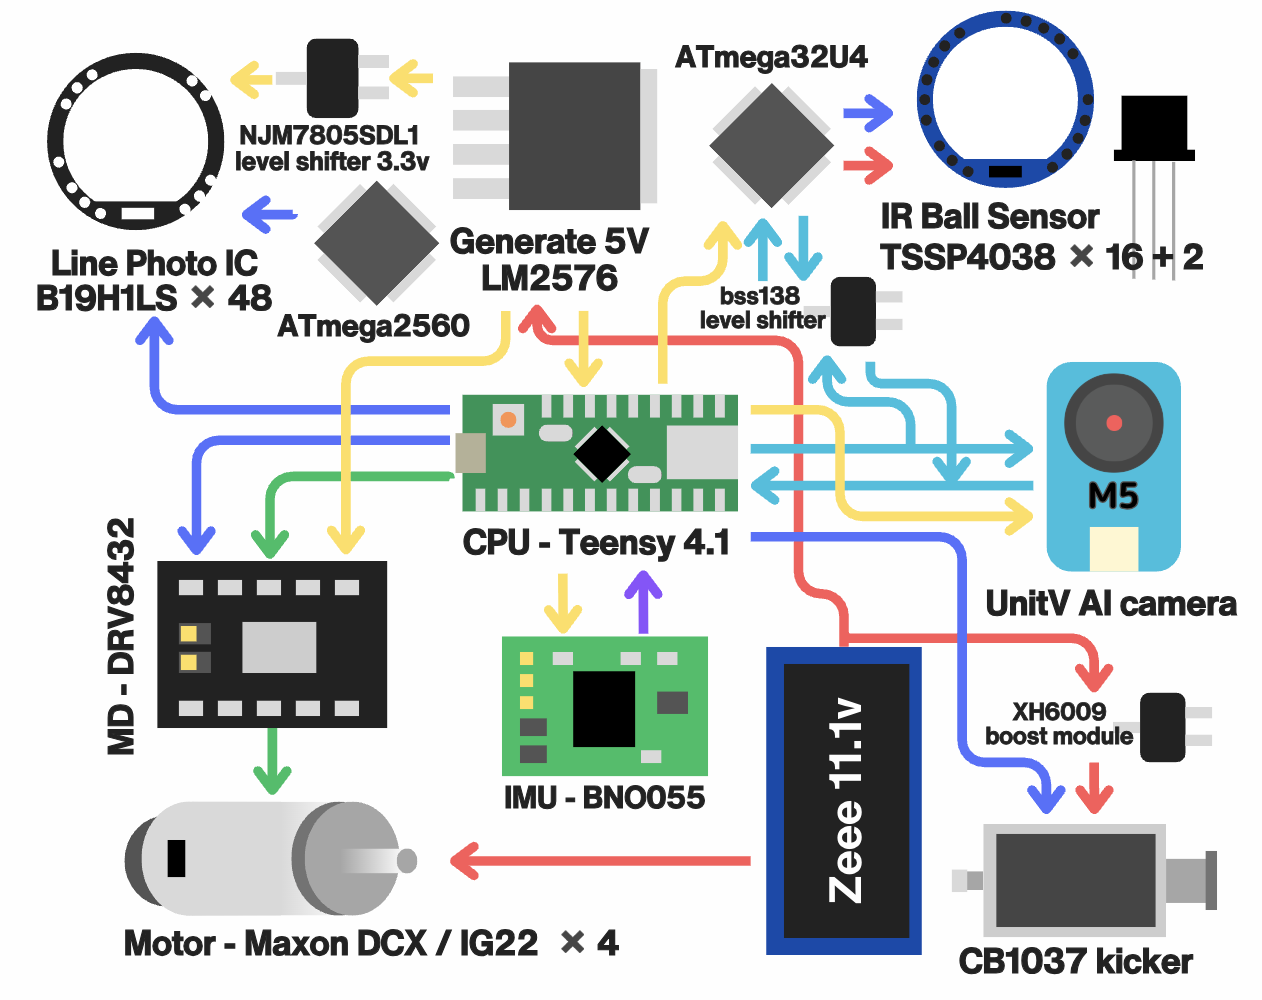 ATmega32U4
NJM7805SDL1
level shifter 3.3v
IR Ball Sensor
TSSP4038 × 16 + 2
Generate 5V
LM2576
Line Photo IC
B19H1LS × 48
ATmega2560
bss138
level shifter
M5
CPU - Teensy 4.1
UnitV AI camera
MD - DRV8432
XH6009
boost module
Zeee 11.1v
IMU - BNO055
Motor - Maxon DCX / IG22 × 4
CB1037 kicker